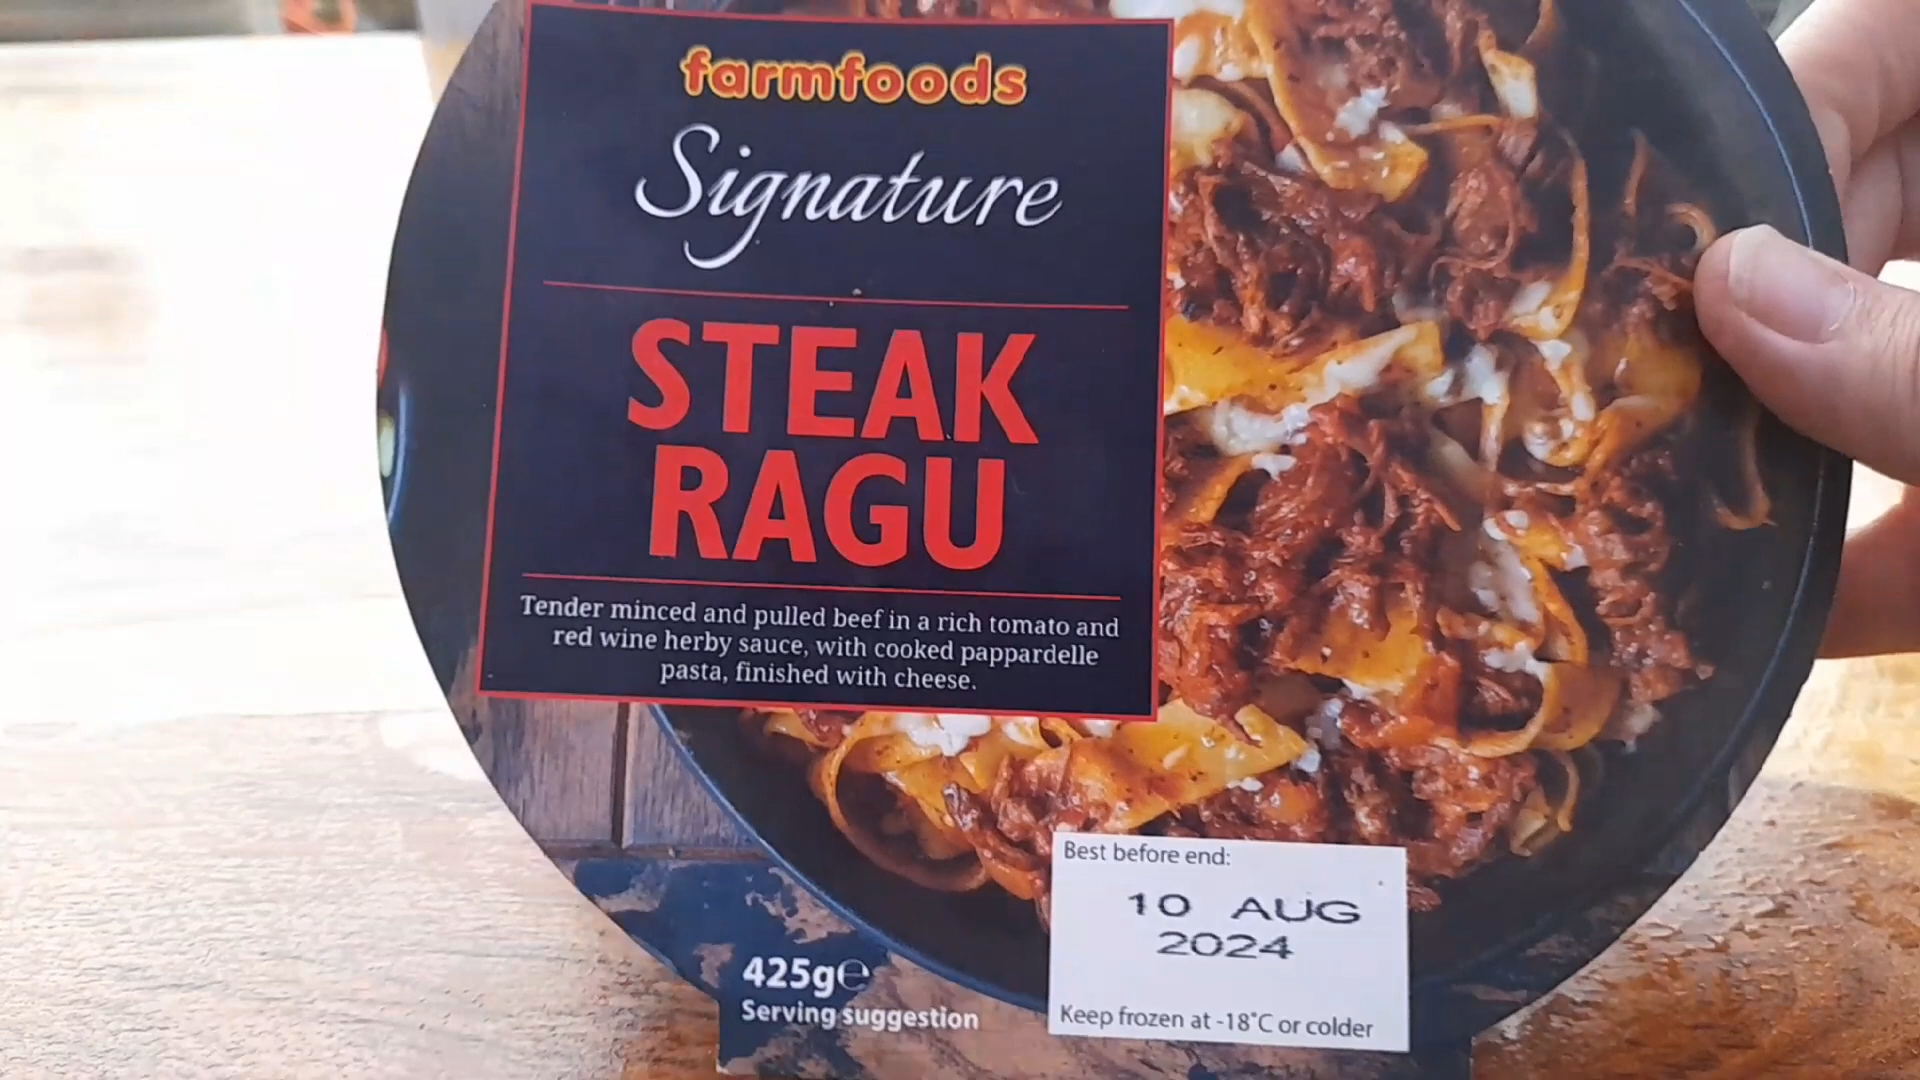 farmfoods
Signature
STEAK
RAGU
Tender minced and pulled beef in a rich tomato and
red wine herby sauce, with cooked pappardelle
pasta, finished with cheese.
Best before end:
10 AUG
2024
Keep frozen at -18°C or colder
425g℮
Serving suggestion